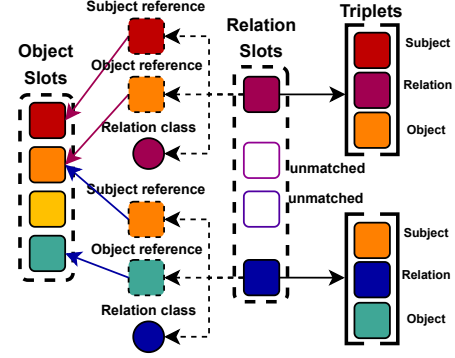 Subject reference
Object
Slots
Object reference
Relation class
Relation
Slots
unmatched
unmatched
Subject reference
Object reference
Relation class
Triplets
Subject
Relation
Object
Subject
Relation
Object